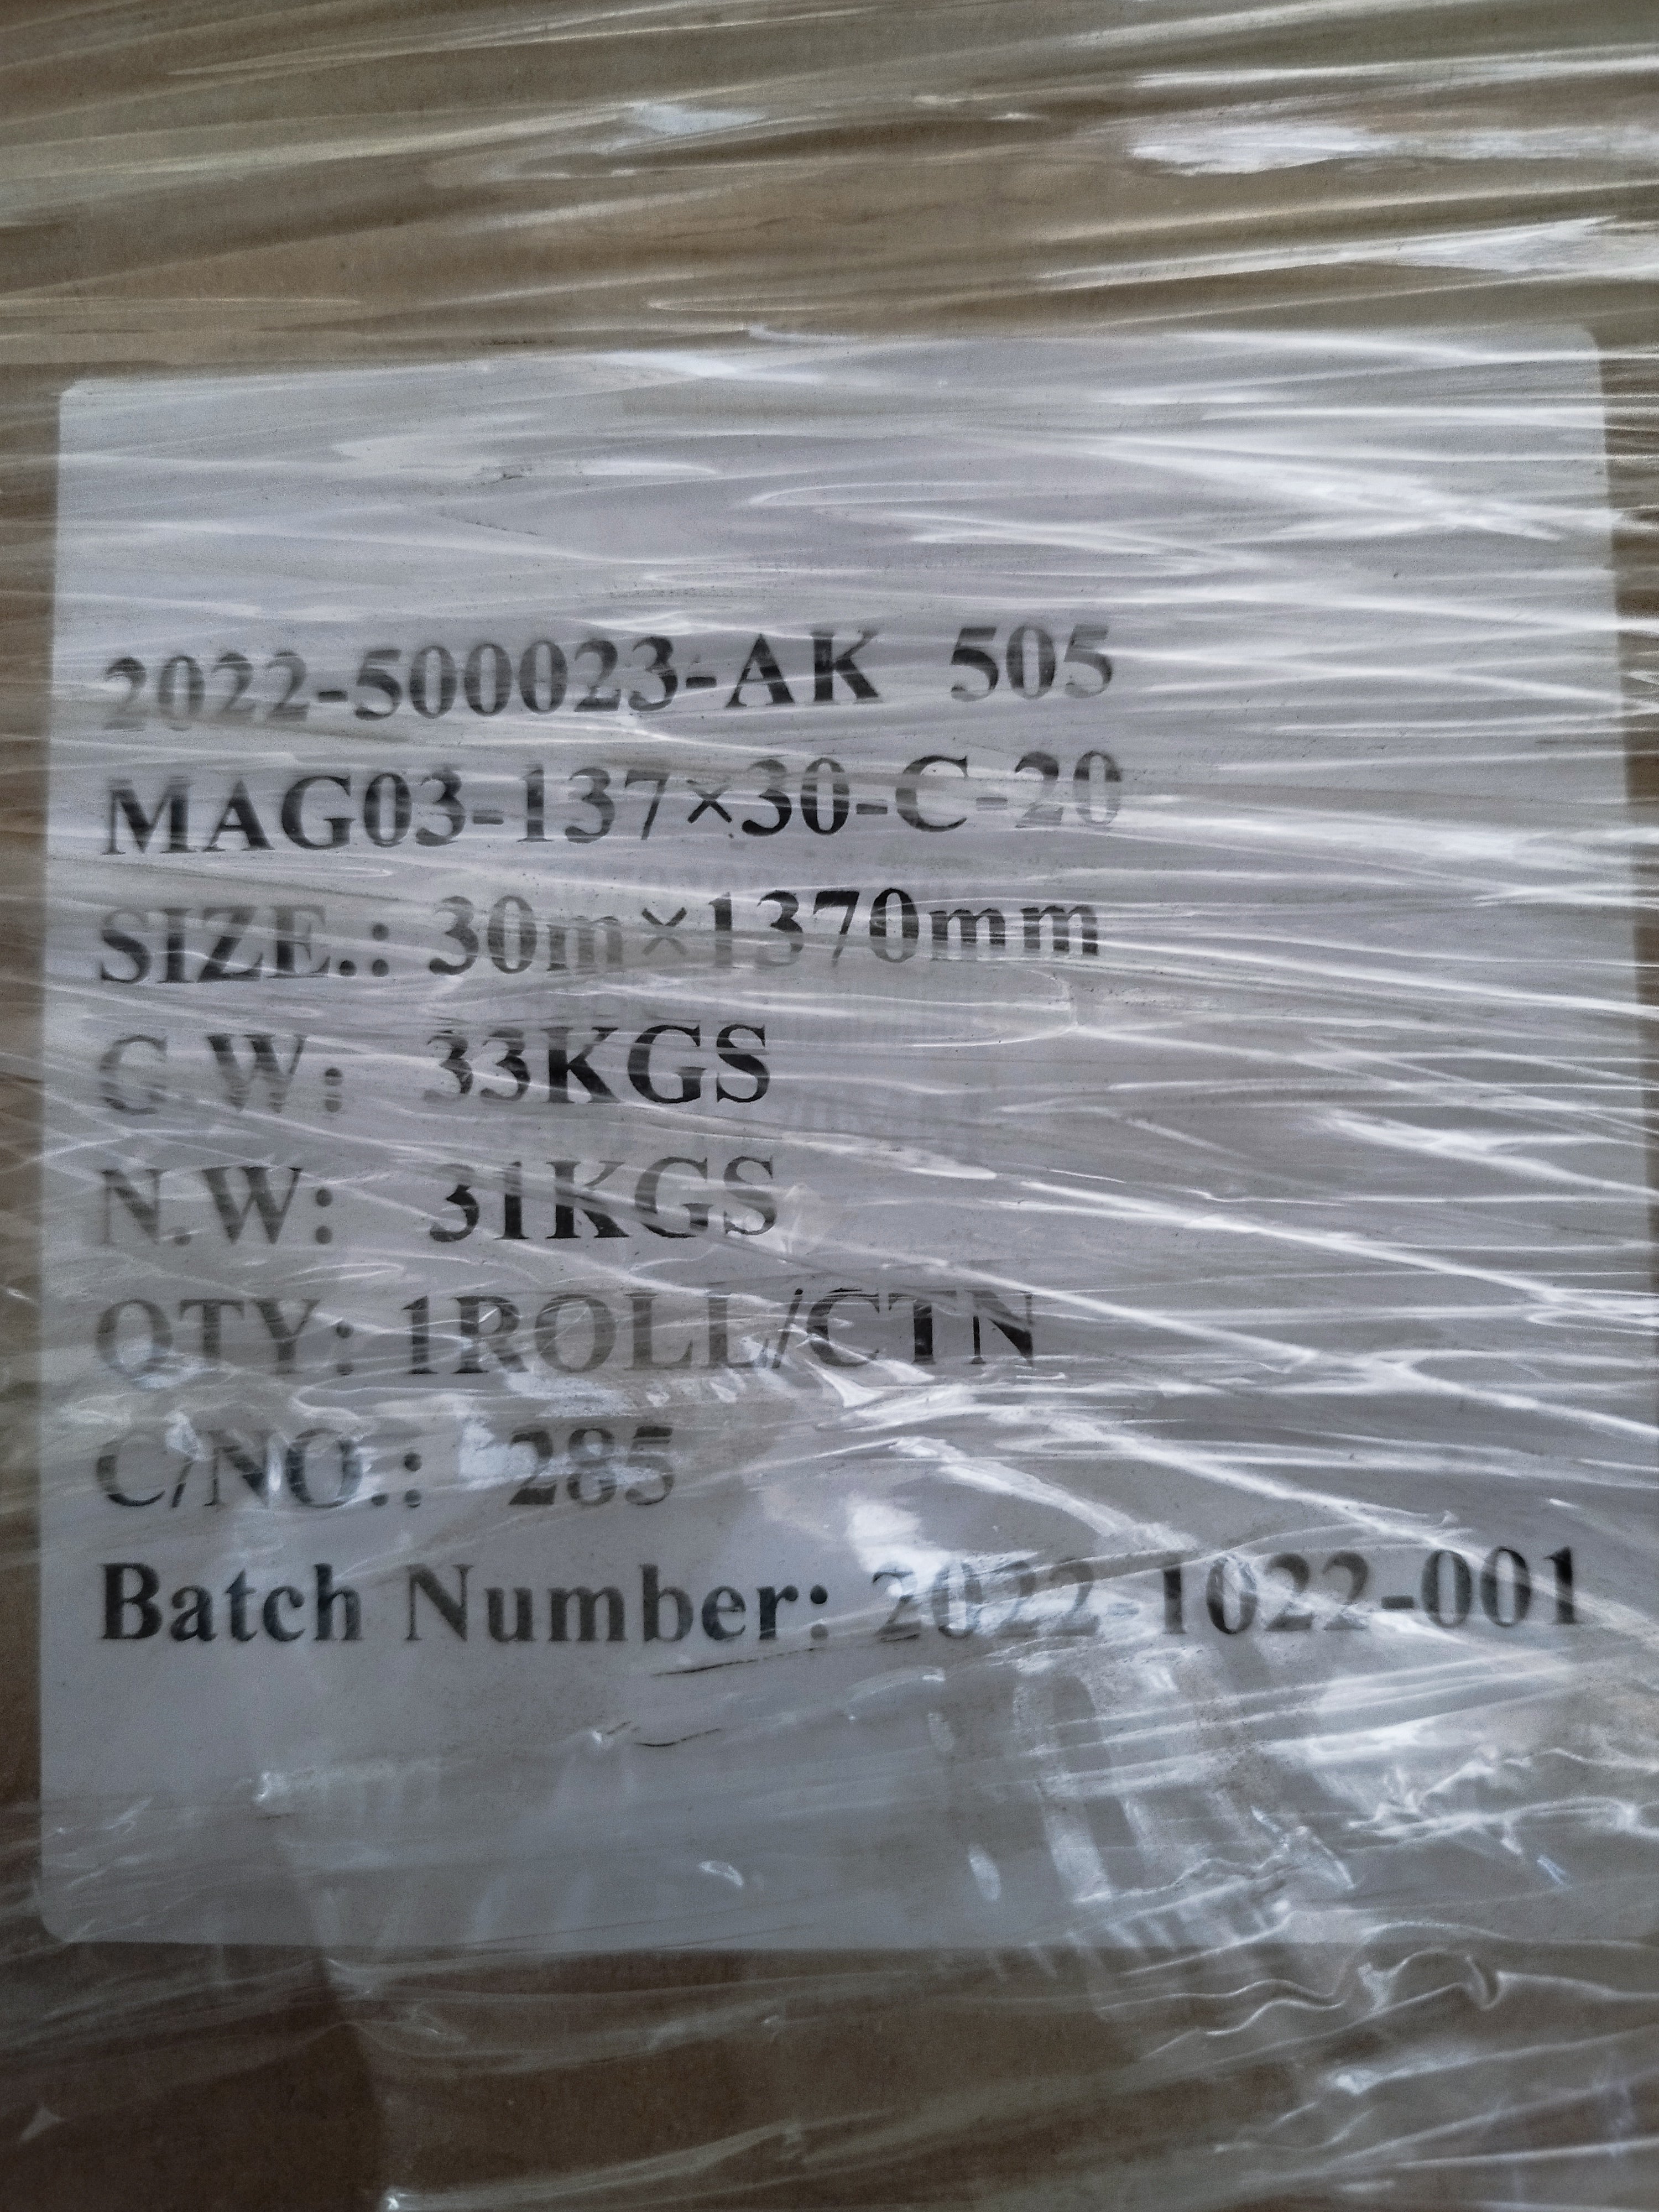 2022-500023-AK 505
MAG03-137×30-C-20
SIZE.: 30m×1370mm
G.W: 33KGS
N.W: 31KGS
QTY: 1ROLL/CTN
C/NO.: 285
Batch Number: 2022-1022-001